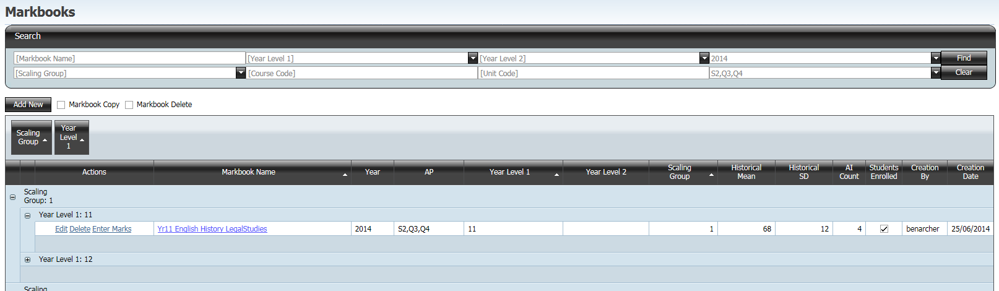 Markbooks
Search
[Markbook Name] [Year Level 1] [Year Level 2] 2014 Find
[Scaling Group] [Course Code] [Unit Code] S2,Q3,Q4 Clear
Add New Markbook Copy Markbook Delete
Scaling Group
Year Level 1
Actions Markbook Name Year AP Year Level 1 Year Level 2 Scaling Group Historical Mean Historical SD AI Count Students Enrolled Creation By Creation Date
Scaling
Group: 1
Year Level 1: 11
Edit Delete Enter Marks Yr11 English History LegalStudies 2014 S2,Q3,Q4 11 1 68 12 4 benarcher 25/06/2014
Year Level 1: 12
Scaling